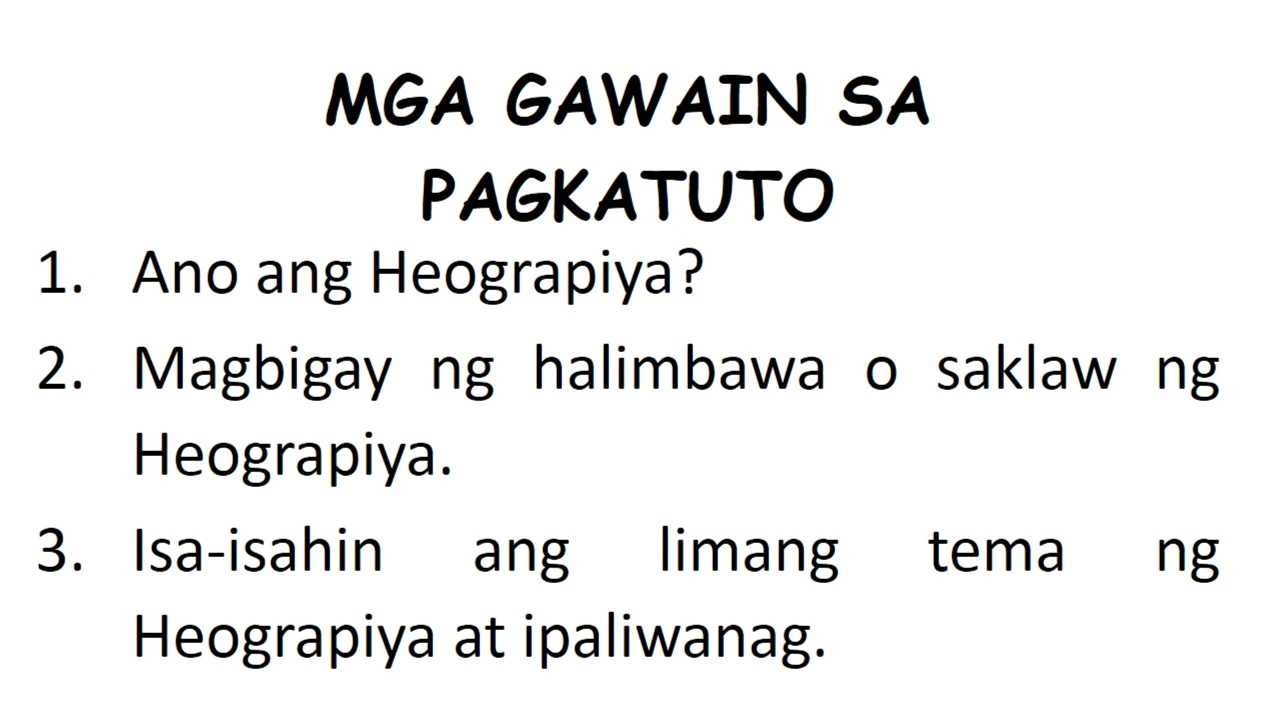 MGA GAWAIN SA
PAGKATUTO
1. Ano ang Heograpiya?
2. Magbigay ng halimbawa o saklaw ng
Heograpiya.
3. Isa-isahin ang limang tema ng
Heograpiya at ipaliwanag.